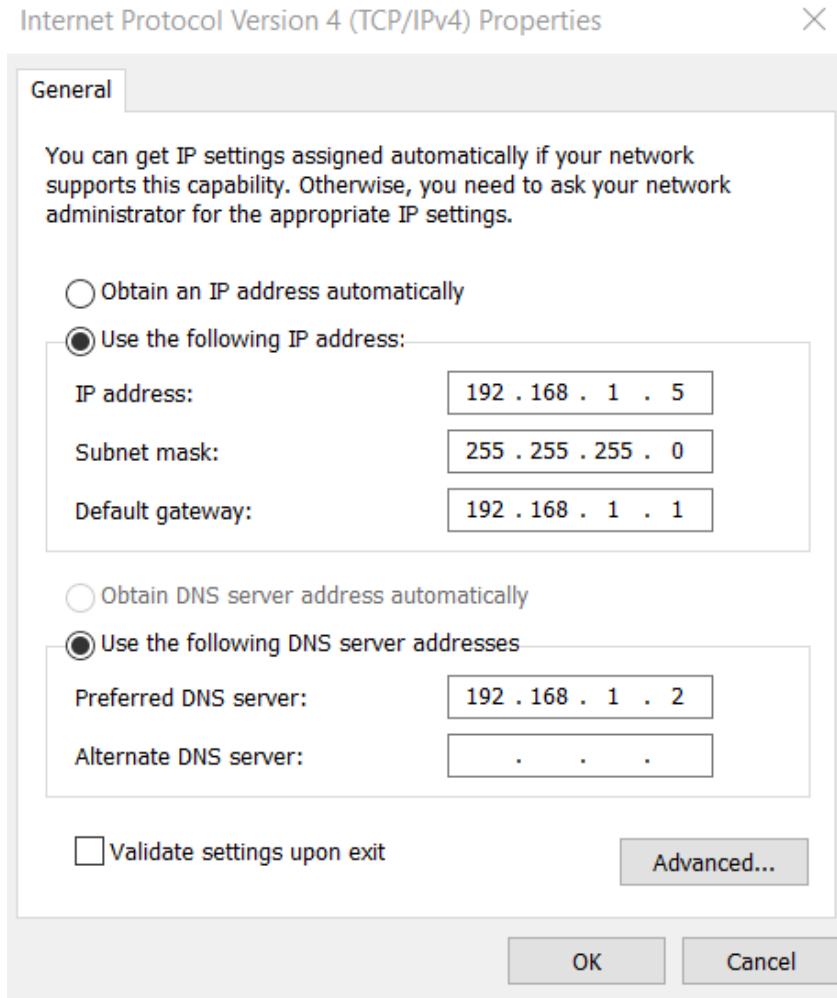 Internet Protocol Version 4 (TCP/IPv4) Properties
General
You can get IP settings assigned automatically if your network
supports this capability. Otherwise, you need to ask your network
administrator for the appropriate IP settings.
Obtain an IP address automatically
Use the following IP address:
IP address: 192 . 168 . 1 . 5
Subnet mask: 255 . 255 . 255 . 0
Default gateway: 192 . 168 . 1 . 1
Obtain DNS server address automatically
Use the following DNS server addresses
Preferred DNS server: 192 . 168 . 1 . 2
Alternate DNS server: . . .
Validate settings upon exit
Advanced...
OK Cancel